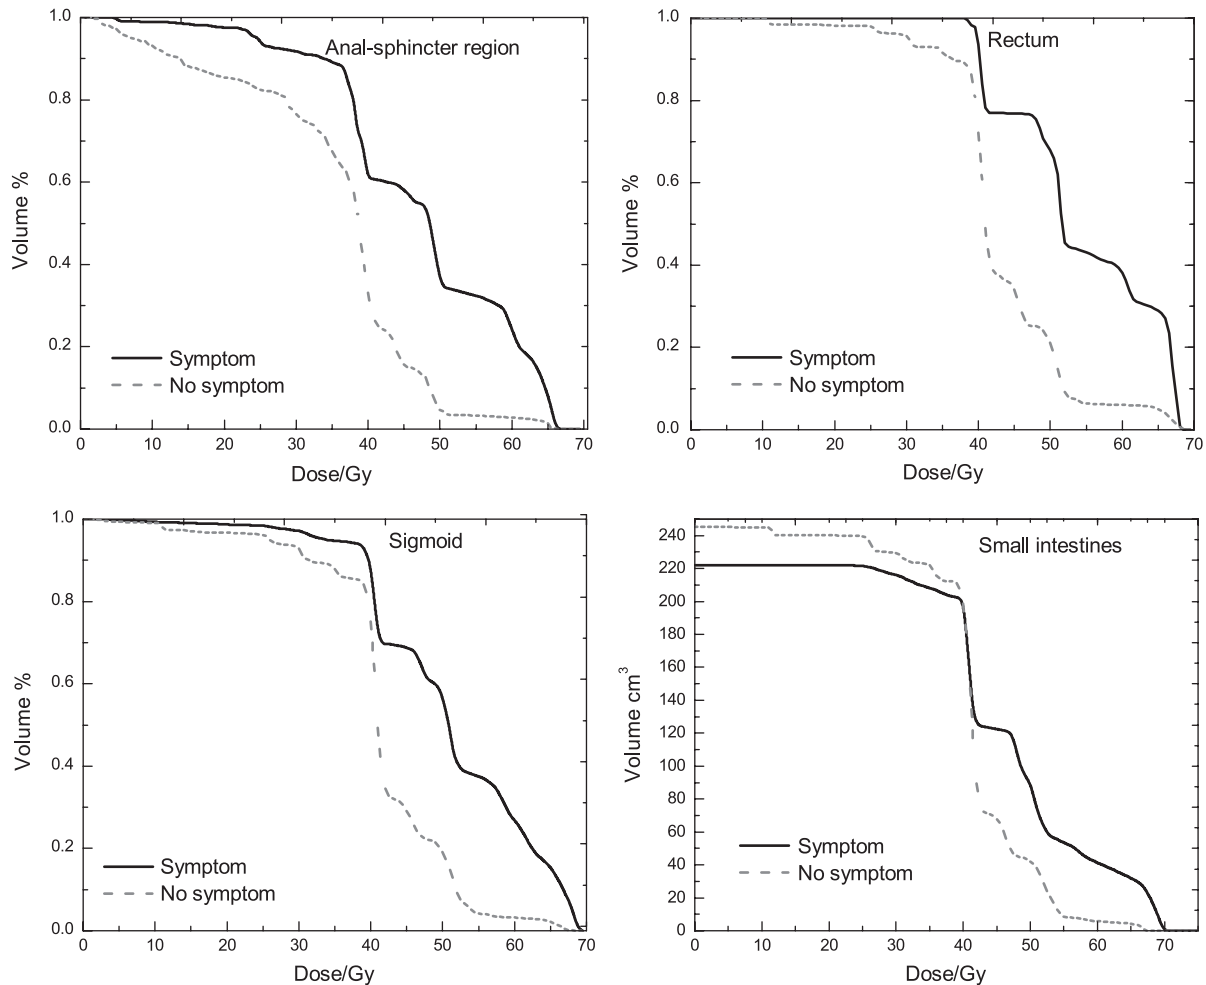 1.0
0.8
0.6
0.4
0.2
0.0
Volume %
Anal-sphincter region
Symptom
No symptom
0 10 20 30 40 50 60 70
Dose/Gy
1.0
0.8
0.6
0.4
0.2
0.0
Volume %
Rectum
Symptom
No symptom
0 10 20 30 40 50 60 70
Dose/Gy
1.0
0.8
0.6
0.4
0.2
0.0
Volume %
Sigmoid
Symptom
No symptom
0 10 20 30 40 50 60 70
Dose/Gy
240
220
200
180
160
140
120
100
80
60
40
20
0
Volume cm³
Small intestines
Symptom
No symptom
0 10 20 30 40 50 60 70
Dose/Gy